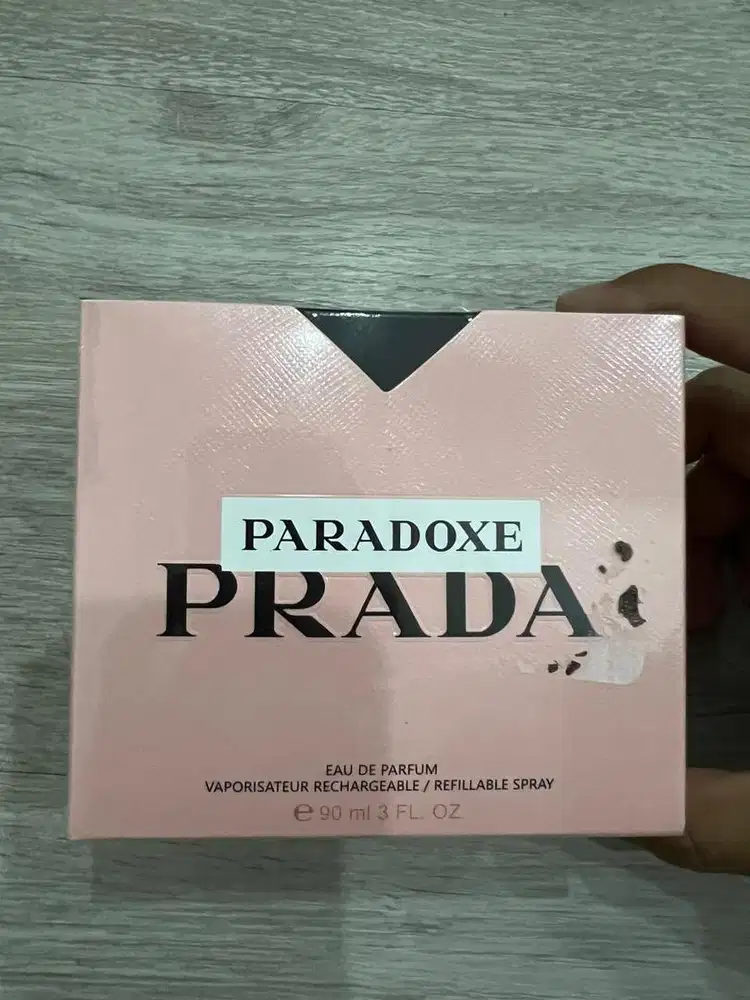 PARADOXE
PRADA
EAU DE PARFUM
VAPORISATEUR RECHARGEABLE / REFILLABLE SPRAY
℮ 90 ml 3 FL. OZ